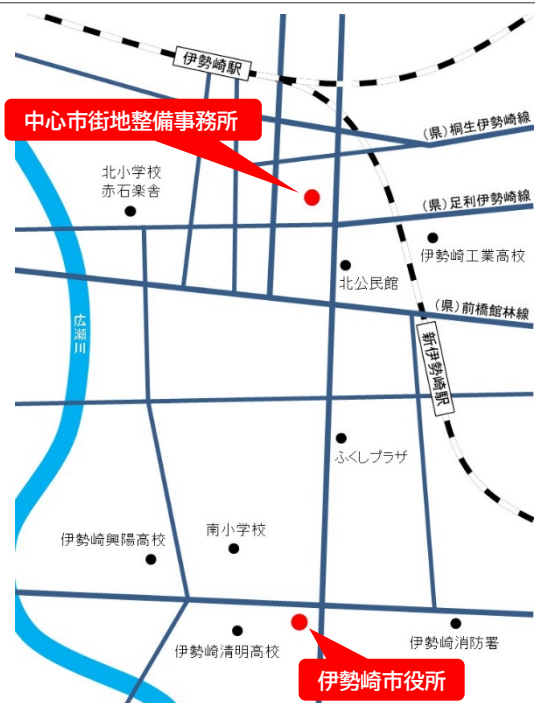 伊勢崎駅
中心市街地整備事務所
(県)桐生伊勢崎線
北小学校
赤石楽舎
(県)足利伊勢崎線
伊勢崎工業高校
北公民館
(県)前橋館林線
広瀬川
新伊勢崎駅
ふくしプラザ
南小学校
伊勢崎興陽高校
伊勢崎清明高校
伊勢崎消防署
伊勢崎市役所